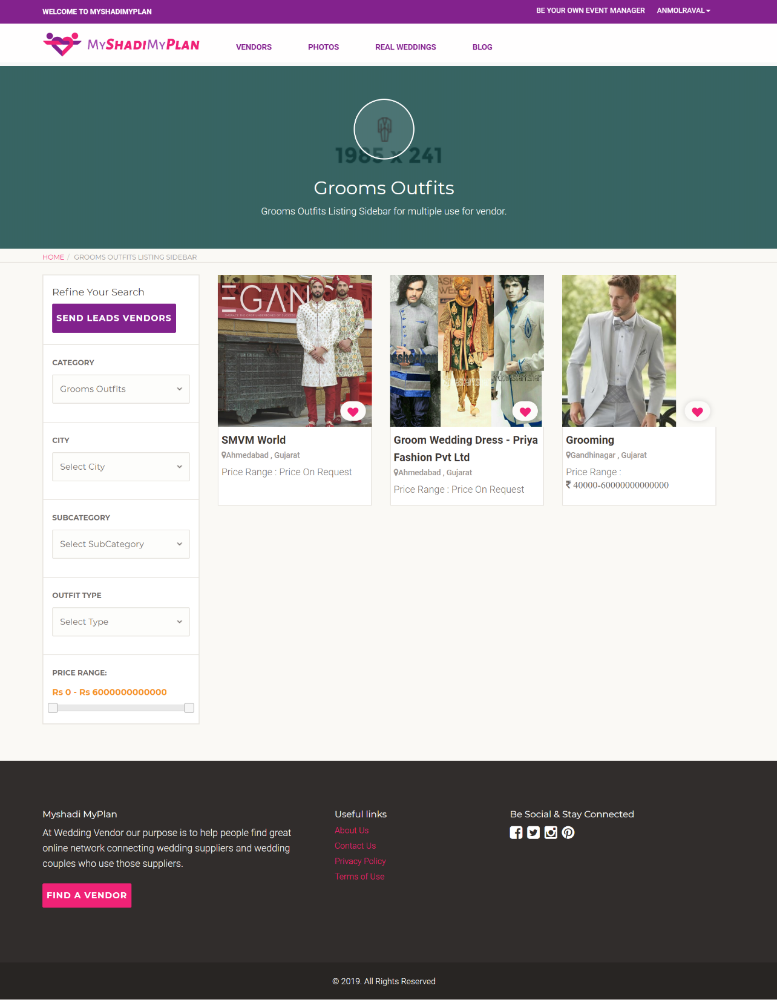 WELCOME TO MYSHADIMYPLAN
BE YOUR OWN EVENT MANAGER
ANMOLRAVAL
MYSHADIMYPLAN
VENDORS
PHOTOS
REAL WEDDINGS
BLOG
1985 x 241
Grooms Outfits
Grooms Outfits Listing Sidebar for multiple use for vendor.
HOME / GROOMS OUTFITS LISTING SIDEBAR
Refine Your Search
SEND LEADS VENDORS
CATEGORY
Grooms Outfits
CITY
Select City
SUBCATEGORY
Select SubCategory
OUTFIT TYPE
Select Type
PRICE RANGE:
Rs 0 - Rs 6000000000000
SMVM World
Ahmedabad , Gujarat
Price Range : Price On Request
Groom Wedding Dress - Priya
Fashion Pvt Ltd
Ahmedabad , Gujarat
Price Range : Price On Request
Grooming
Gandhinagar , Gujarat
Price Range :
₹ 40000-60000000000000
Myshadi MyPlan
At Wedding Vendor our purpose is to help people find great
online network connecting wedding suppliers and wedding
couples who use those suppliers.
FIND A VENDOR
Useful links
About Us
Contact Us
Privacy Policy
Terms of Use
Be Social & Stay Connected
© 2019. All Rights Reserved